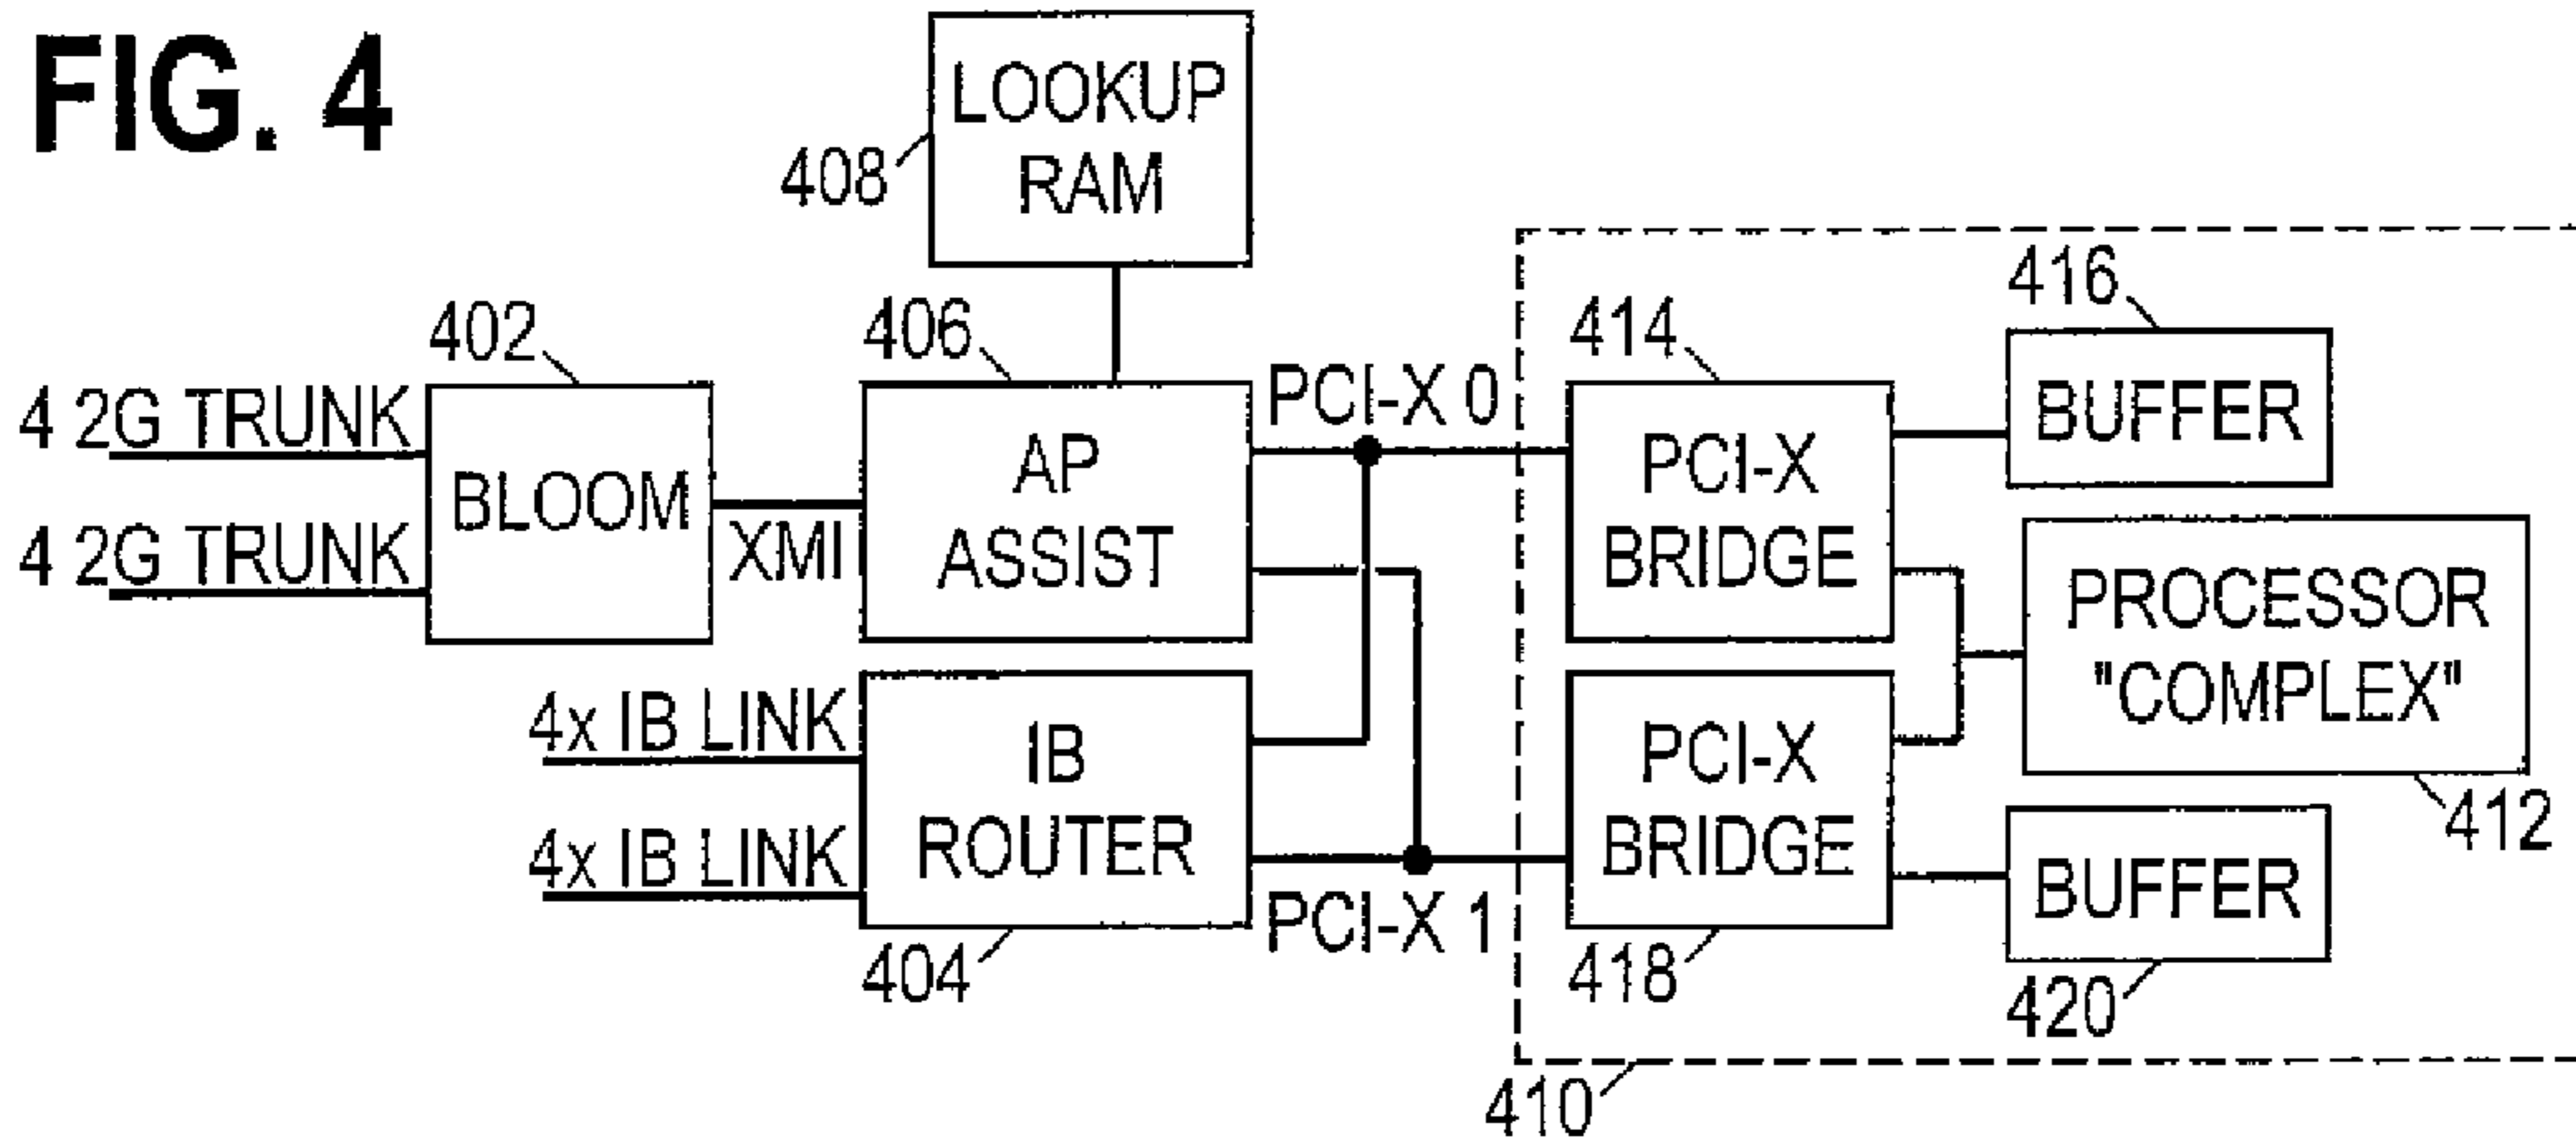 FIG. 4
LOOKUP
RAM
408
416
402
406
414
4 2G TRUNK
PCI-X 0
BUFFER
BLOOM
AP
ASSIST
PCI-X
BRIDGE
4 2G TRUNK
XMI
PROCESSOR
"COMPLEX"
4x IB LINK
IB
ROUTER
PCI-X
BRIDGE
412
4x IB LINK
BUFFER
PCI-X 1
404
418
420
410